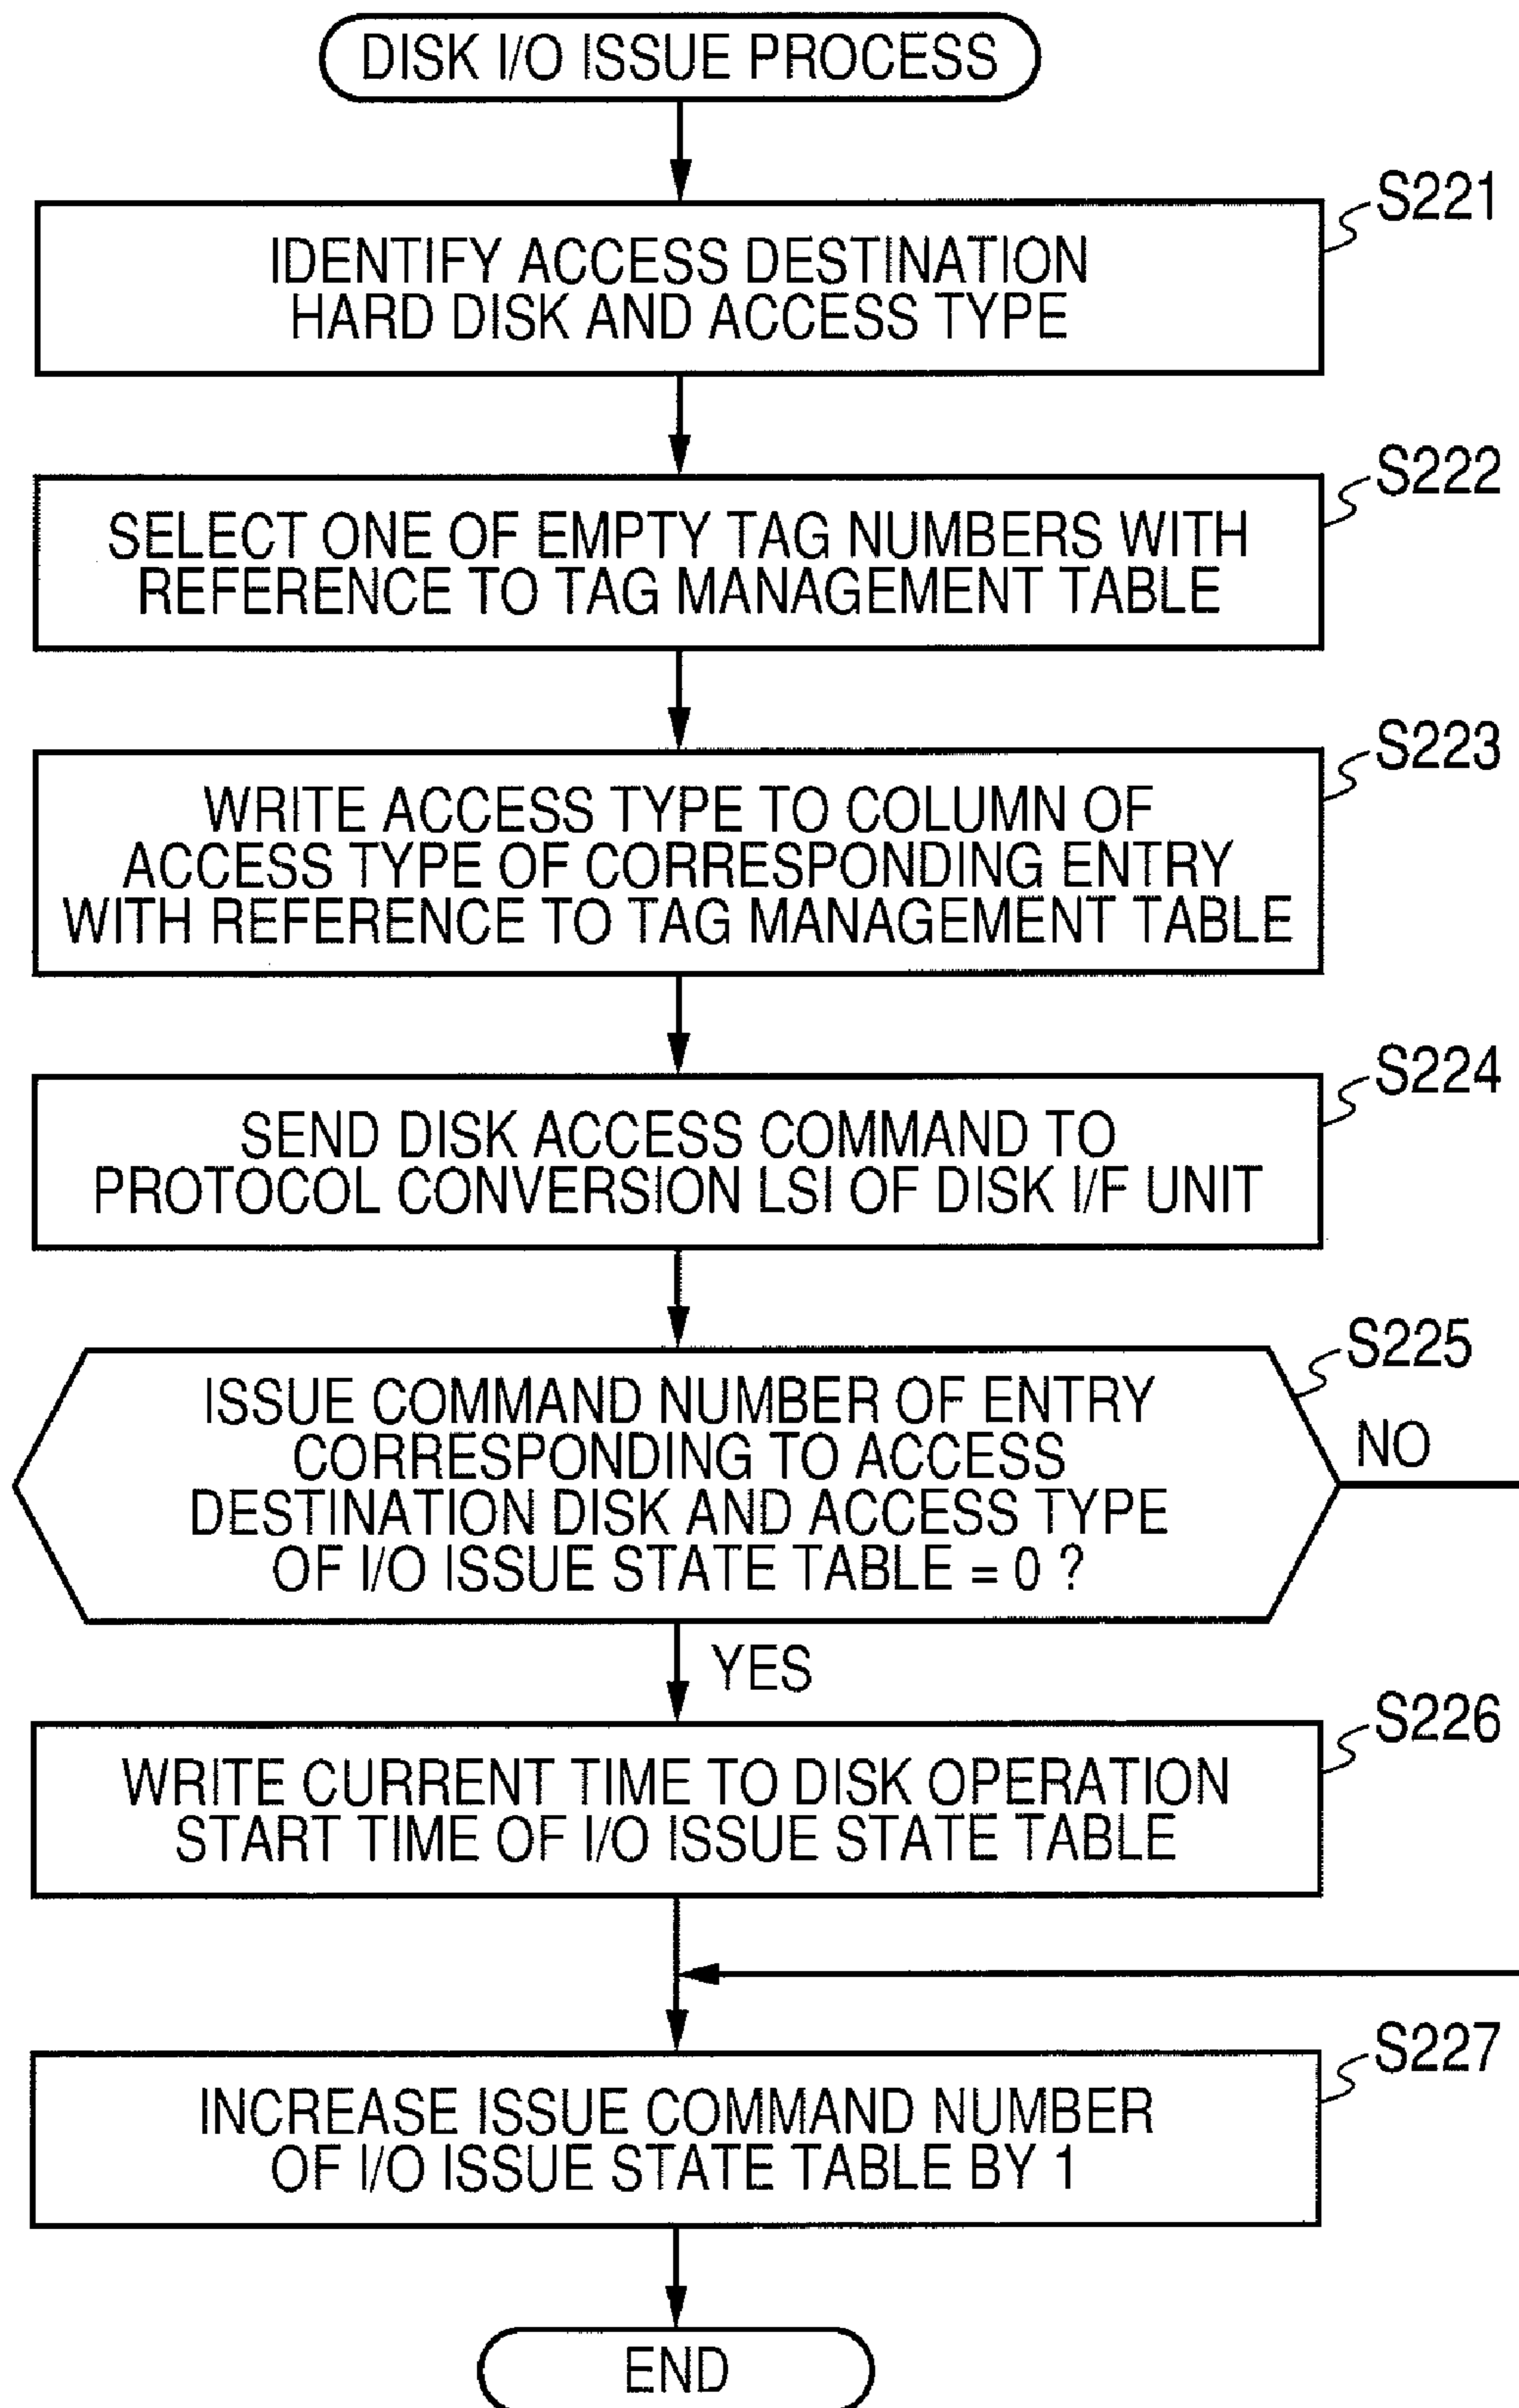 DISK I/O ISSUE PROCESS
S221
IDENTIFY ACCESS DESTINATION
HARD DISK AND ACCESS TYPE
S222
SELECT ONE OF EMPTY TAG NUMBERS WITH
REFERENCE TO TAG MANAGEMENT TABLE
S223
WRITE ACCESS TYPE TO COLUMN OF
ACCESS TYPE OF CORRESPONDING ENTRY
WITH REFERENCE TO TAG MANAGEMENT TABLE
S224
SEND DISK ACCESS COMMAND TO
PROTOCOL CONVERSION LSI OF DISK I/F UNIT
S225
ISSUE COMMAND NUMBER OF ENTRY
CORRESPONDING TO ACCESS
DESTINATION DISK AND ACCESS TYPE
OF I/O ISSUE STATE TABLE = 0 ?
NO
YES
S226
WRITE CURRENT TIME TO DISK OPERATION
START TIME OF I/O ISSUE STATE TABLE
S227
INCREASE ISSUE COMMAND NUMBER
OF I/O ISSUE STATE TABLE BY 1
END